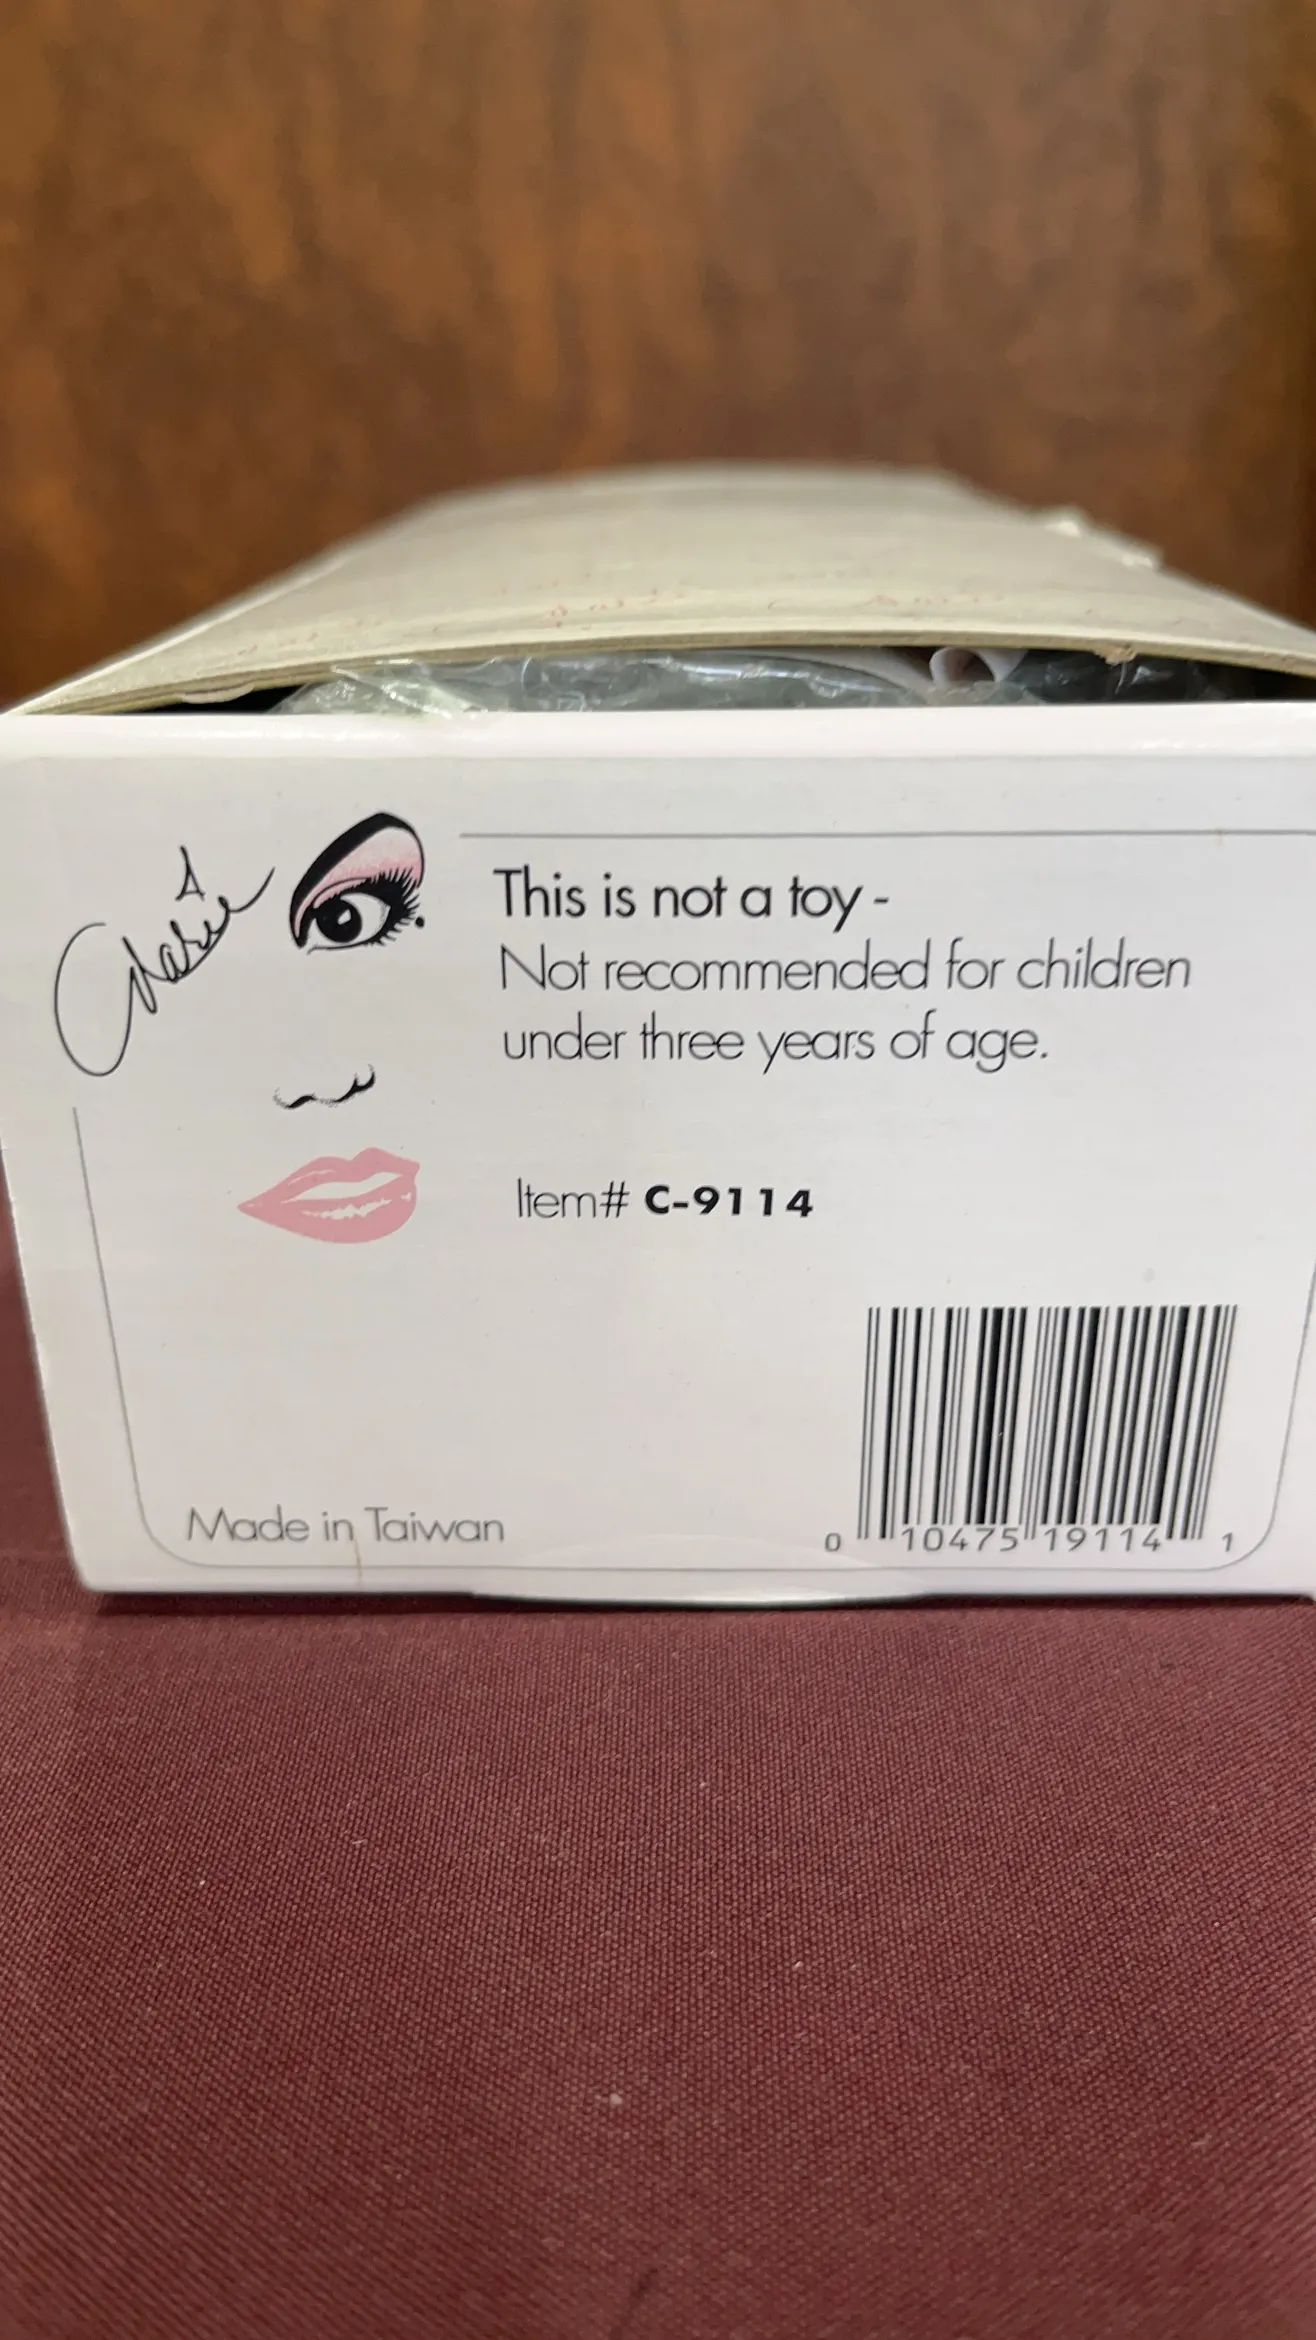 This is not a toy -
Not recommended for children
under three years of age.
Item# C-9114
Made in Taiwan
0 10475 19114 1